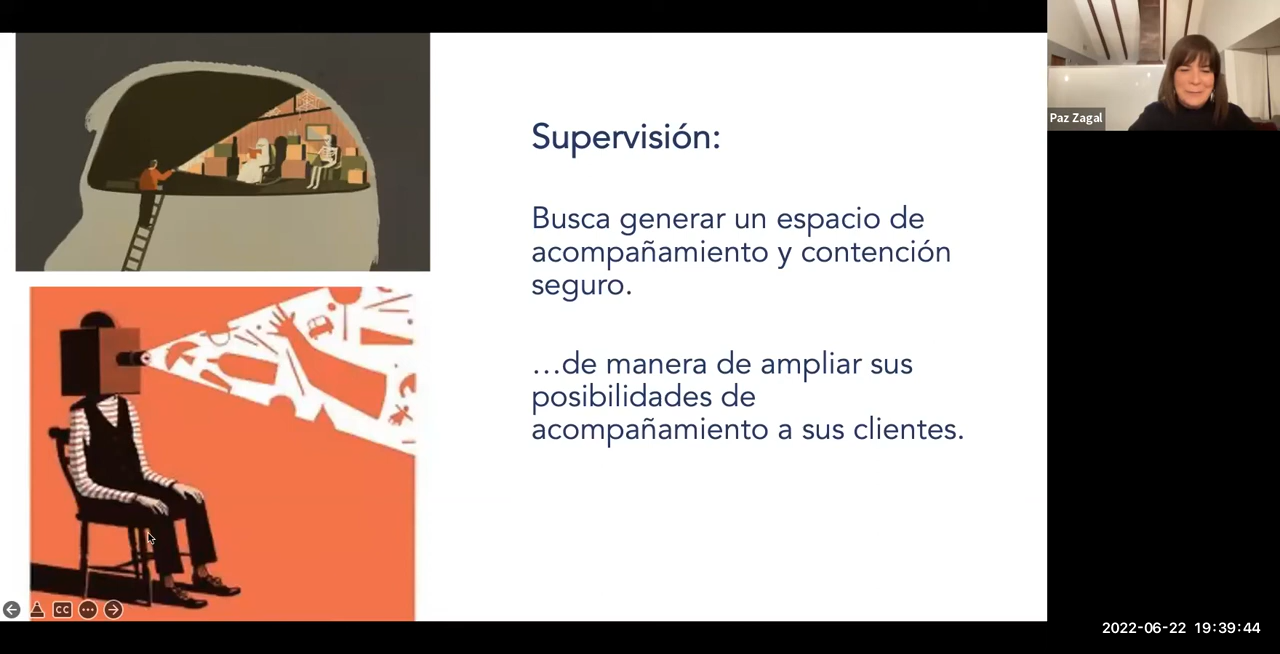 Supervisión:
Busca generar un espacio de
acompañamiento y contención
seguro.
…de manera de ampliar sus
posibilidades de
acompañamiento a sus clientes.
Paz Zagal
CC
2022-06-22 19:39:44